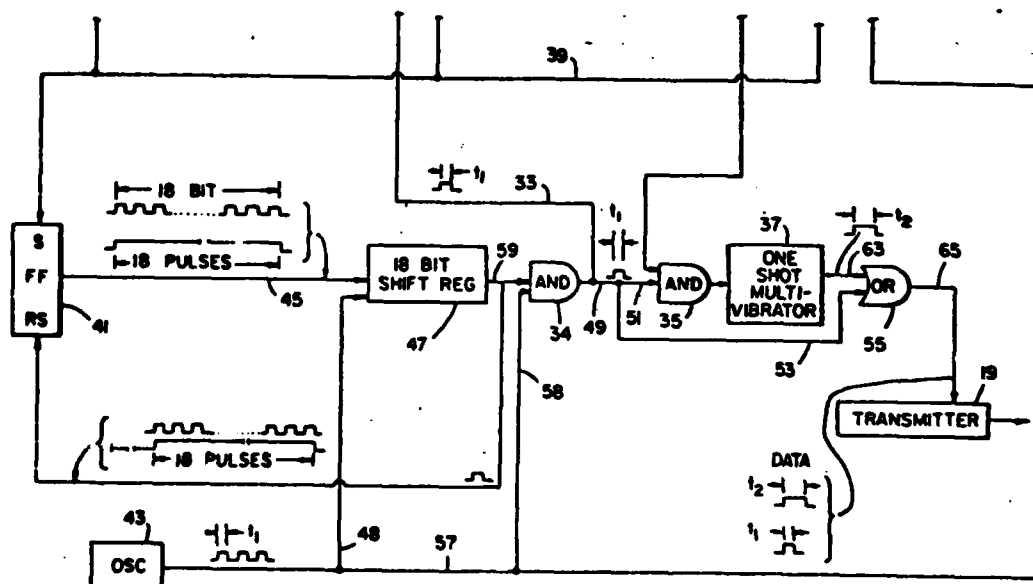 39
t₁
33
18 BIT
18 PULSES
S
FF
RS
41
45
18 BIT
SHIFT REG
47
59
AND
34
t₁
49
51
AND
35
37
ONE
SHOT
MULTI-
VIBRATOR
t₂
63
OR
55
65
53
58
19
TRANSMITTER
18 PULSES
DATA
t₂
t₁
43
OSC
t₁
48
57